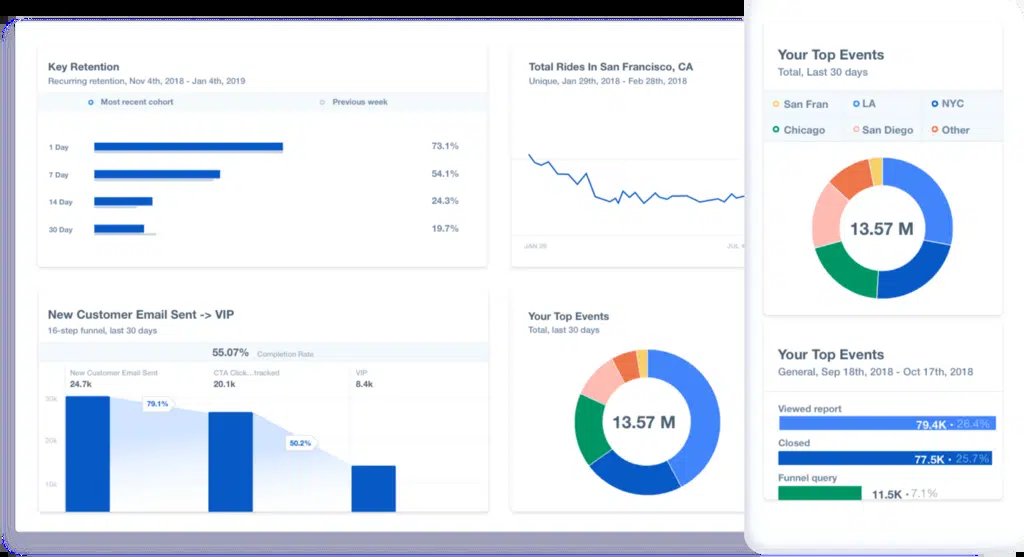 Key Retention
Recurring retention, Nov 4th, 2018 - Jan 4th, 2019
Most recent cohort
Previous week
1 Day
73.1%
7 Day
54.1%
14 Day
24.3%
30 Day
19.7%
Total Rides In San Francisco, CA
Unique, Jan 29th, 2018 - Feb 28th, 2018
JAN 29
JUL
New Customer Email Sent -> VIP
16-step funnel, last 30 days
55.07% Completion Rate
New Customer Email Sent
24.7k
CTA Click...tracked
20.1k
VIP
8.4k
30k
20k
10k
79.1%
50.2%
Your Top Events
Total, last 30 days
13.57 M
Your Top Events
Total, Last 30 days
San Fran
LA
NYC
Chicago
San Diego
Other
13.57 M
Your Top Events
General, Sep 18th, 2018 - Oct 17th, 2018
Viewed report
79.4K • 28.4%
Closed
77.5K • 25.7%
Funnel query
11.5K • 7.1%